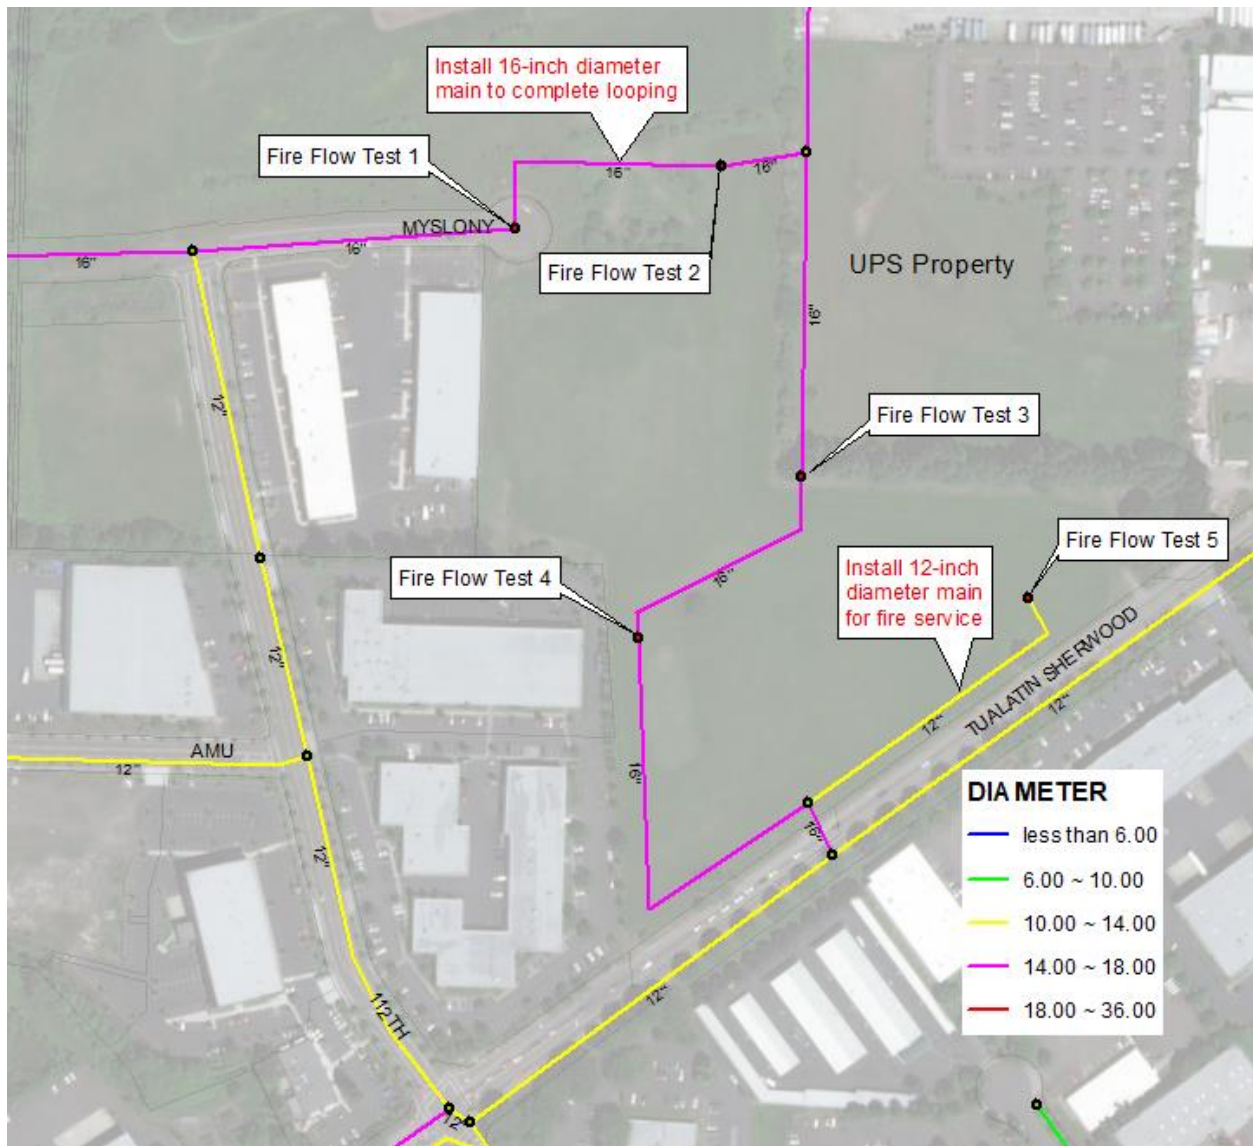 Install 16-inch diameter
main to complete looping
Fire Flow Test 1
16"
16"
MYSLONY
16"
16"
Fire Flow Test 2
UPS Property
16"
12"
Fire Flow Test 3
Fire Flow Test 5
Install 12-inch
diameter main
for fire service
Fire Flow Test 4
16"
12"
TUALATIN SHERWOOD
12"
12"
AMU
12"
16"
16"
12"
DIAMETER
less than 6.00
6.00 ~ 10.00
10.00 ~ 14.00
14.00 ~ 18.00
18.00 ~ 36.00
12"
112TH
12"